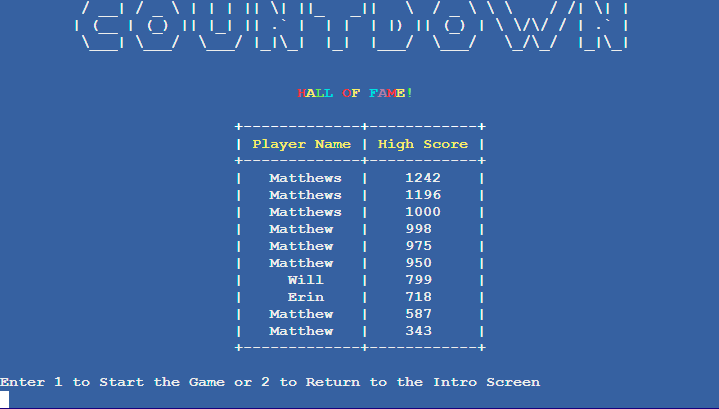 COUNTDOWN
HALL OF FAME!
Player Name | High Score
Matthews | 1242
Matthews | 1196
Matthews | 1000
Matthew | 998
Matthew | 975
Matthew | 950
Will | 799
Erin | 718
Matthew | 587
Matthew | 343
Enter 1 to Start the Game or 2 to Return to the Intro Screen